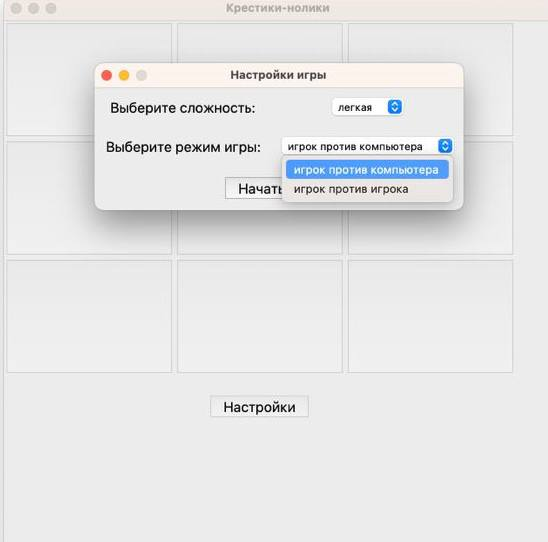 Крестики-нолики
Настройки игры
Выберите сложность: легкая
Выберите режим игры: игрок против компьютера
игрок против компьютера
игрок против игрока
Начать
Настройки